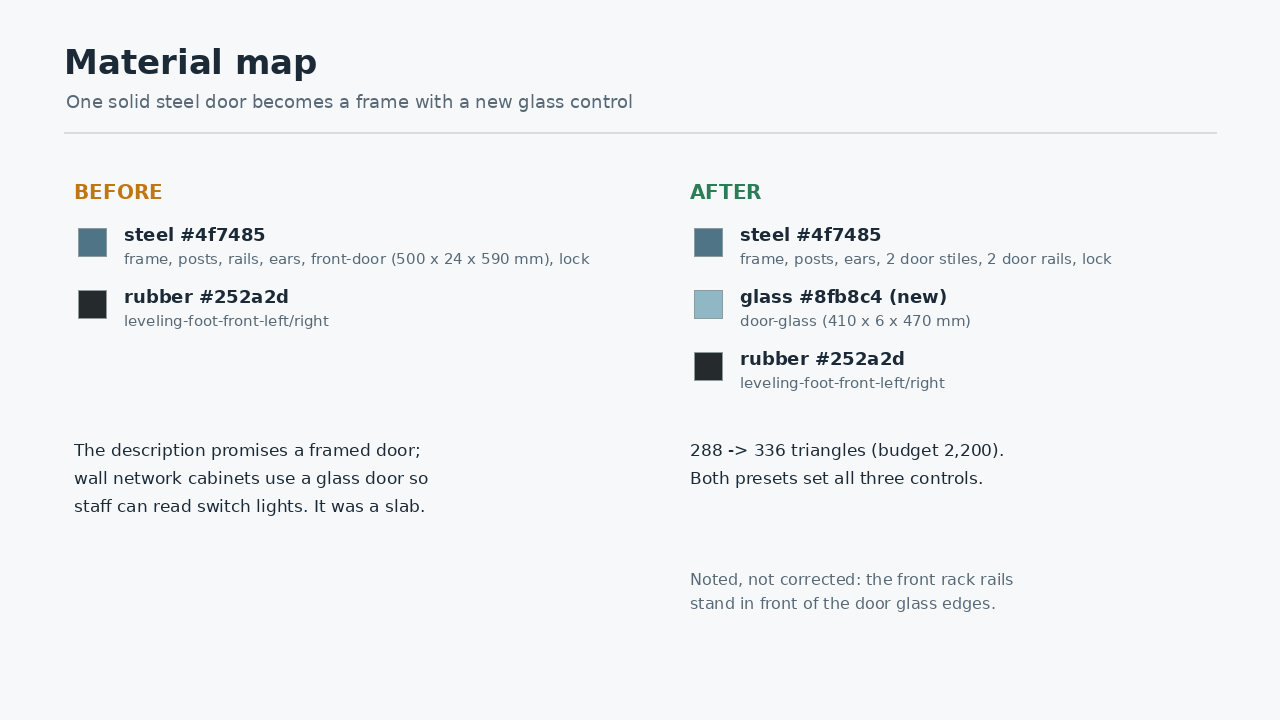 Material map
One solid steel door becomes a frame with a new glass control
BEFORE
steel #4f7485
frame, posts, rails, ears, front-door (500 x 24 x 590 mm), lock
rubber #252a2d
leveling-foot-front-left/right
The description promises a framed door;
wall network cabinets use a glass door so
staff can read switch lights. It was a slab.
AFTER
steel #4f7485
frame, posts, ears, 2 door stiles, 2 door rails, lock
glass #8fb8c4 (new)
door-glass (410 x 6 x 470 mm)
rubber #252a2d
leveling-foot-front-left/right
288 -> 336 triangles (budget 2,200).
Both presets set all three controls.
Noted, not corrected: the front rack rails
stand in front of the door glass edges.